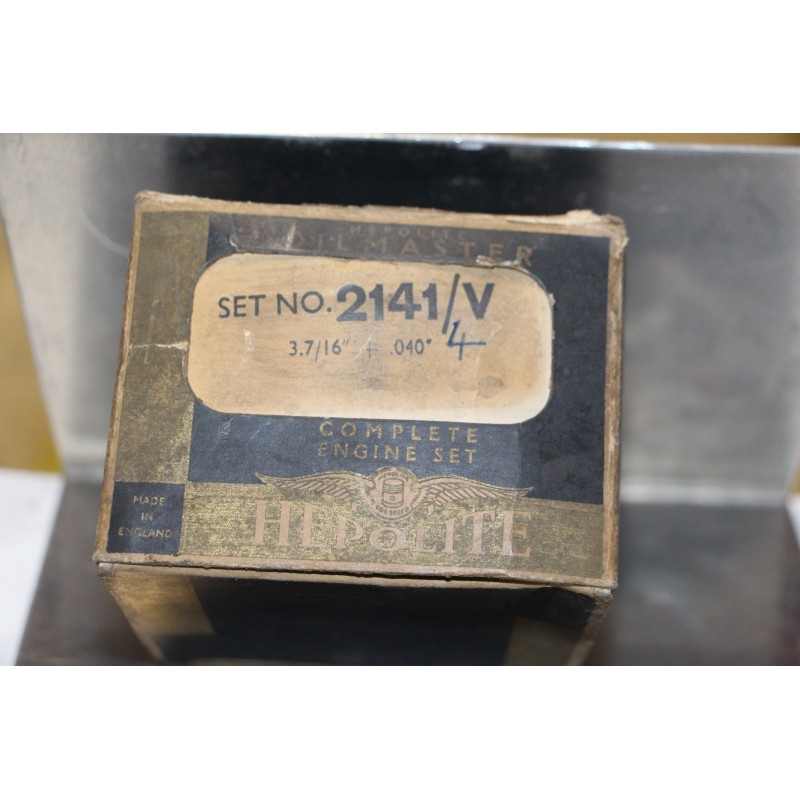 HEPOLITE
OILMASTER
SET NO. 2141/V
3.7/16" + .040" 4
COMPLETE
ENGINE SET
MADE
IN
ENGLAND
HEPOLITE